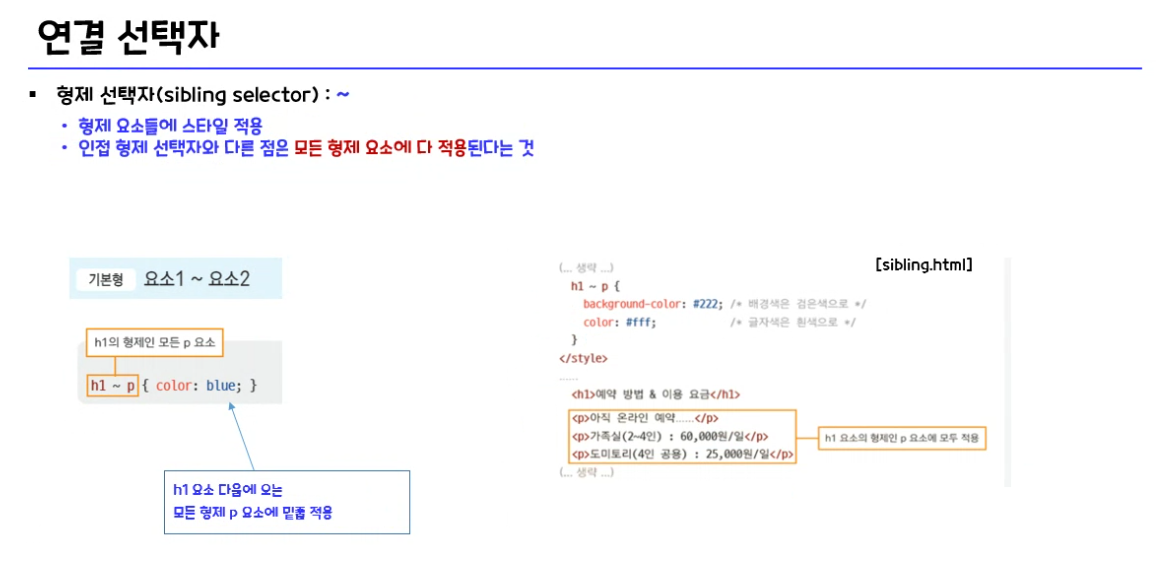 연결 선택자
▪ 형제 선택자(sibling selector) : ~
• 형제 요소들에 스타일 적용
• 인접 형제 선택자와 다른 점은 모든 형제 요소에 다 적용된다는 것
기본형 요소1 ~ 요소2
h1의 형제인 모든 p 요소
h1 ~ p { color: blue; }
h1 요소 다음에 오는
모든 형제 p 요소에 밑줄 적용
[sibling.html]
(... 생략 ...)
h1 ~ p {
background-color: #222; /* 배경색은 검은색으로 */
color: #fff; /* 글자색은 흰색으로 */
}
</style>
......
<h1>예약 방법 & 이용 요금</h1>
<p>아직 온라인 예약......</p>
<p>가족실(2~4인) : 60,000원/일</p>
<p>도미토리(4인 공용) : 25,000원/일</p>
h1 요소의 형제인 p 요소에 모두 적용
(... 생략 ...)